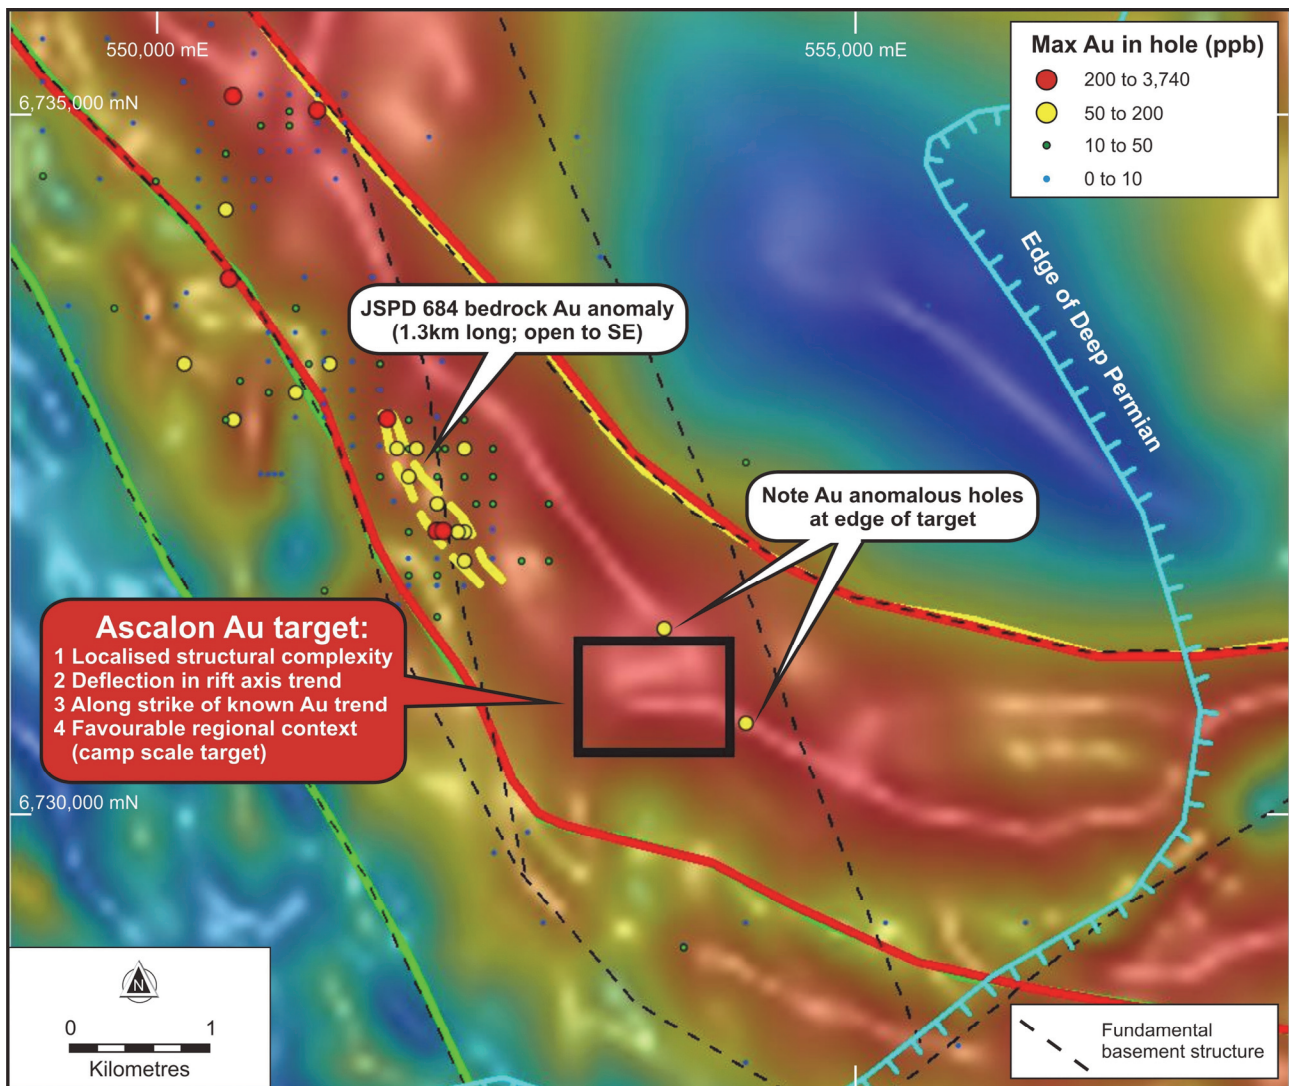 550,000 mE
555,000 mE
6,735,000 mN
Max Au in hole (ppb)
200 to 3,740
50 to 200
10 to 50
0 to 10
Edge of Deep Permian
JSPD 684 bedrock Au anomaly
(1.3km long; open to SE)
Note Au anomalous holes
at edge of target
Ascalon Au target:
1 Localised structural complexity
2 Deflection in rift axis trend
3 Along strike of known Au trend
4 Favourable regional context
(camp scale target)
6,730,000 mN
N
0 1
Kilometres
Fundamental
basement structure